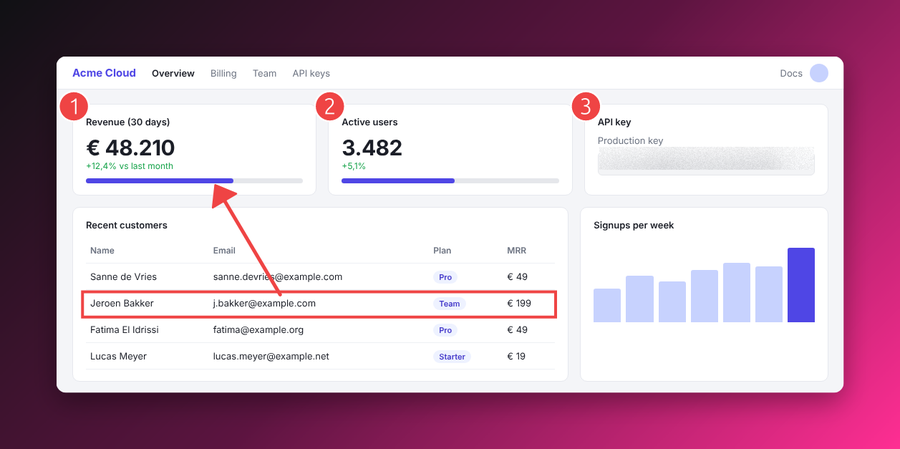 Acme Cloud Overview Billing Team API keys Docs
1 2 3
Revenue (30 days) Active users API key
€ 48.210 3.482 Production key
+12,4% vs last month +5,1%
Recent customers Signups per week
Name Email Plan MRR
Sanne de Vries sanne.devries@example.com Pro € 49
Jeroen Bakker j.bakker@example.com Team € 199
Fatima El Idrissi fatima@example.org Pro € 49
Lucas Meyer lucas.meyer@example.net Starter € 19